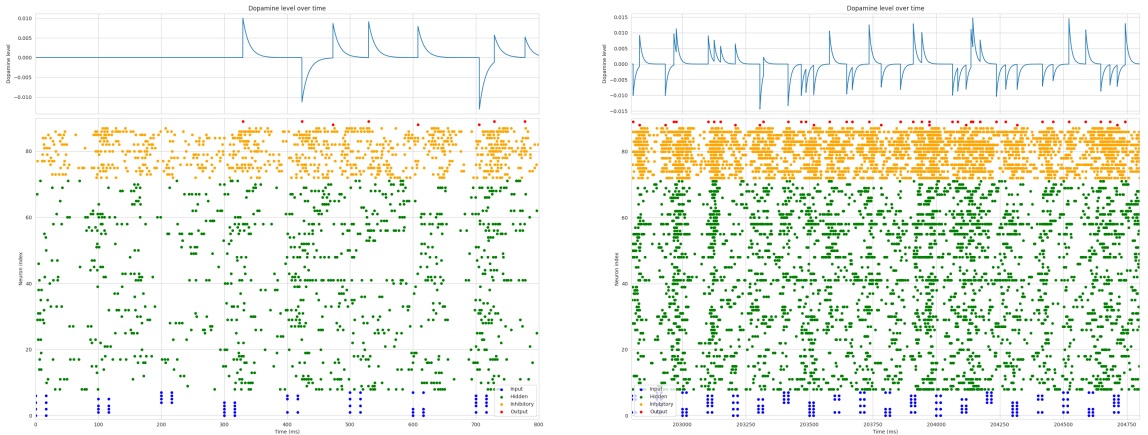 Dopamine level over time
0.010
0.005
0.000
−0.005
−0.010
Dopamine level
80
60
40
20
0
Neuron index
Input
Hidden
Inhibitory
Output
0
100
200
300
400
500
600
700
800
Time (ms)
Dopamine level over time
0.015
0.010
0.005
0.000
−0.005
−0.010
−0.015
Dopamine level
80
60
40
20
0
Neuron index
Input
Hidden
Inhibitory
Output
203000
203250
203500
203750
204000
204250
204500
204750
Time (ms)